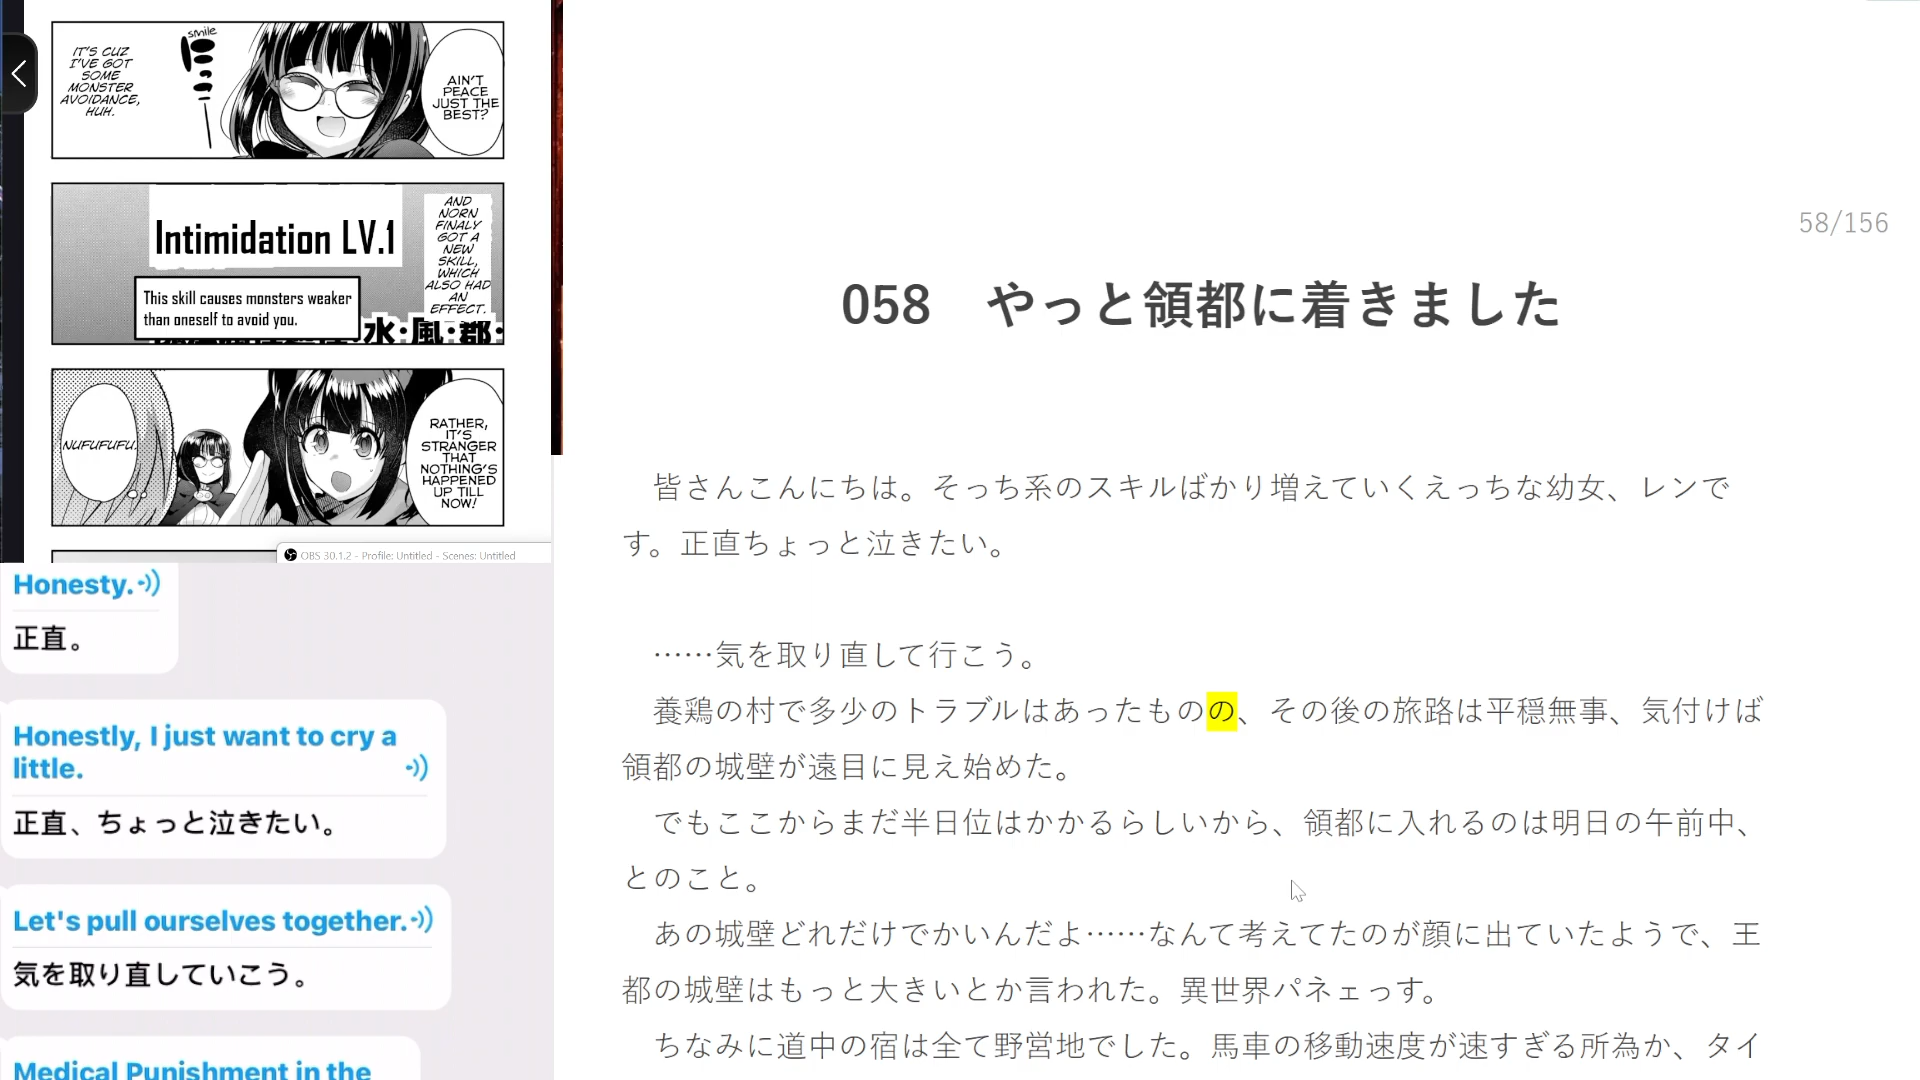 IT'S CUZ
I'VE GOT
SOME
MONSTER
AVOIDANCE,
HUH.
smile
にっこー
AIN'T
PEACE
JUST THE
BEST?
Intimidation LV.1
This skill causes monsters weaker
than oneself to avoid you.
AND
NORN
FINALY
GOT A
NEW
SKILL,
WHICH
ALSO HAD
AN
EFFECT.
水:風:郡:
NUFUFUFU.
RATHER,
IT'S
STRANGER
THAT
NOTHING'S
HAPPENED
UP TILL
NOW!
OBS 30.1.2 - Profile: Untitled - Scenes: Untitled
Honesty.
正直。
Honestly, I just want to cry a
little.
正直、ちょっと泣きたい。
Let's pull ourselves together.
気を取り直していこう。
Medical Punishment in the
58/156
058　やっと領都に着きました
皆さんこんにちは。そっち系のスキルばかり増えていくえっちな幼女、レンで
す。正直ちょっと泣きたい。
……気を取り直して行こう。
養鶏の村で多少のトラブルはあったものの、その後の旅路は平穏無事、気付けば
領都の城壁が遠目に見え始めた。
でもここからまだ半日位はかかるらしいから、領都に入れるのは明日の午前中、
とのこと。
あの城壁どれだけでかいんだよ……なんて考えてたのが顔に出ていたようで、王
都の城壁はもっと大きいとか言われた。異世界パネェっす。
ちなみに道中の宿は全て野営地でした。馬車の移動速度が速すぎる所為か、タイ